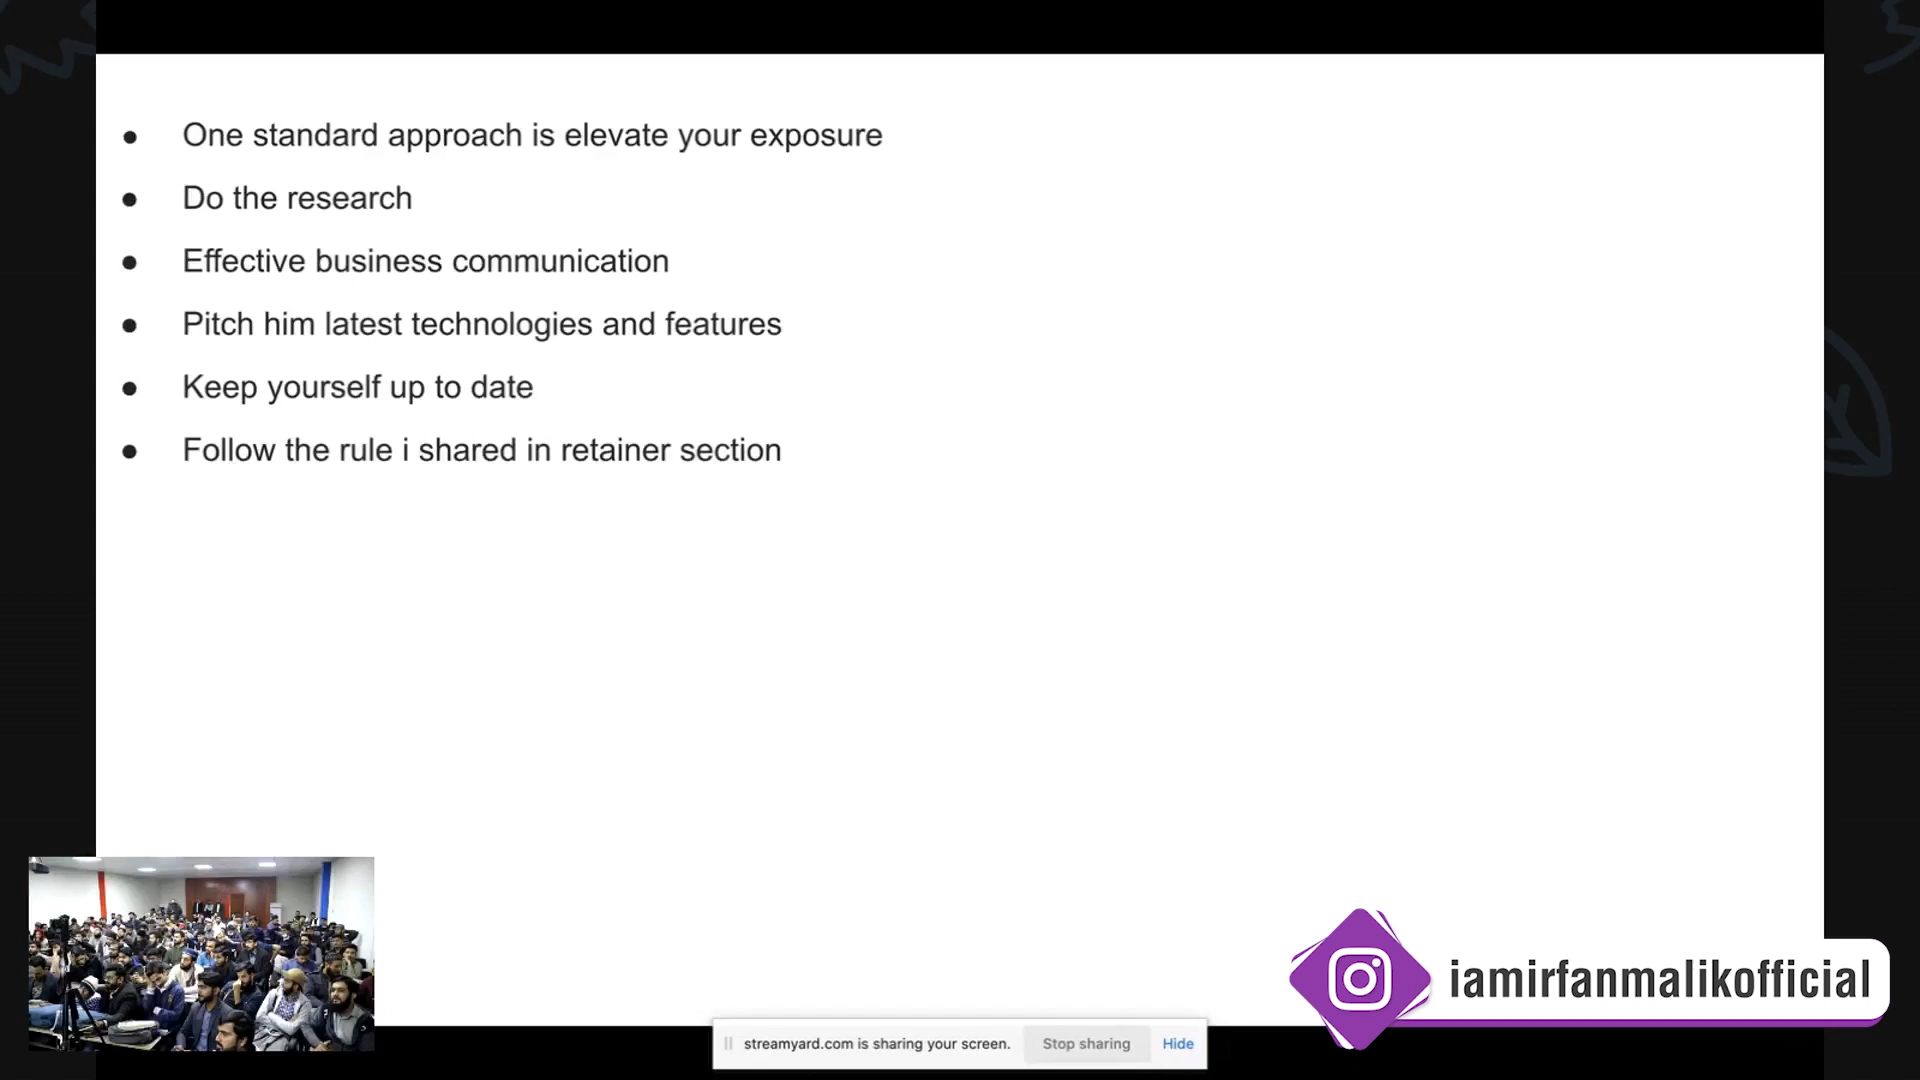 One standard approach is elevate your exposure
Do the research
Effective business communication
Pitch him latest technologies and features
Keep yourself up to date
Follow the rule i shared in retainer section
iamirfanmalikofficial
streamyard.com is sharing your screen. Stop sharing Hide